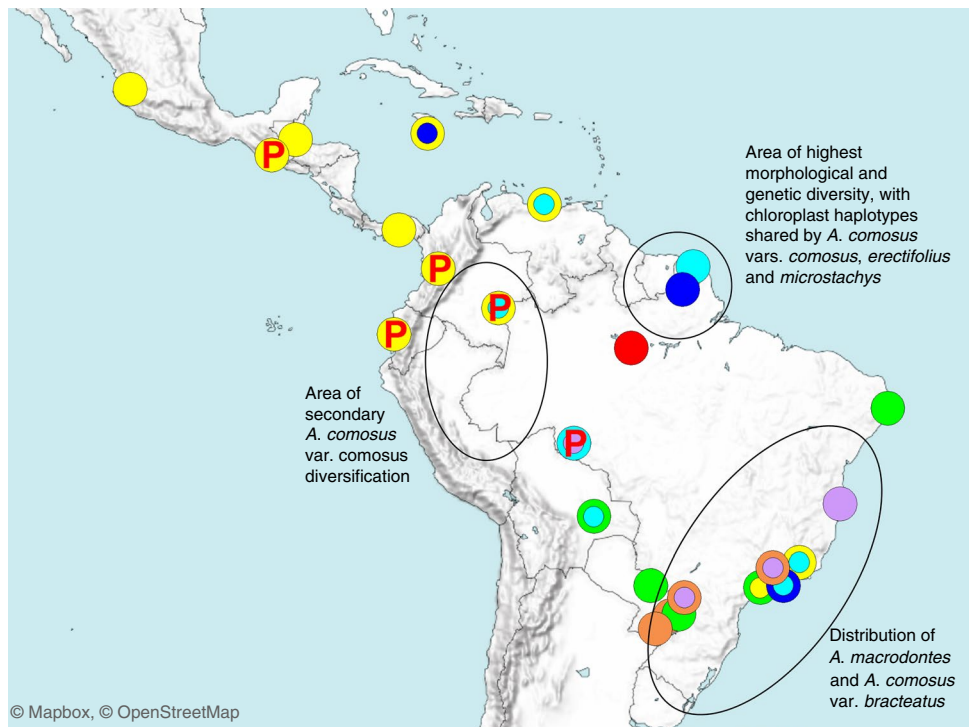 P
Area of highest
morphological and
genetic diversity, with
chloroplast haplotypes
shared by A. comosus
vars. comosus, erectifolius
and microstachys
P
P
P
Area of
secondary
A. comosus
var. comosus
diversification
P
Distribution of
A. macrodontes
and A. comosus
var. bracteatus
© Mapbox, © OpenStreetMap